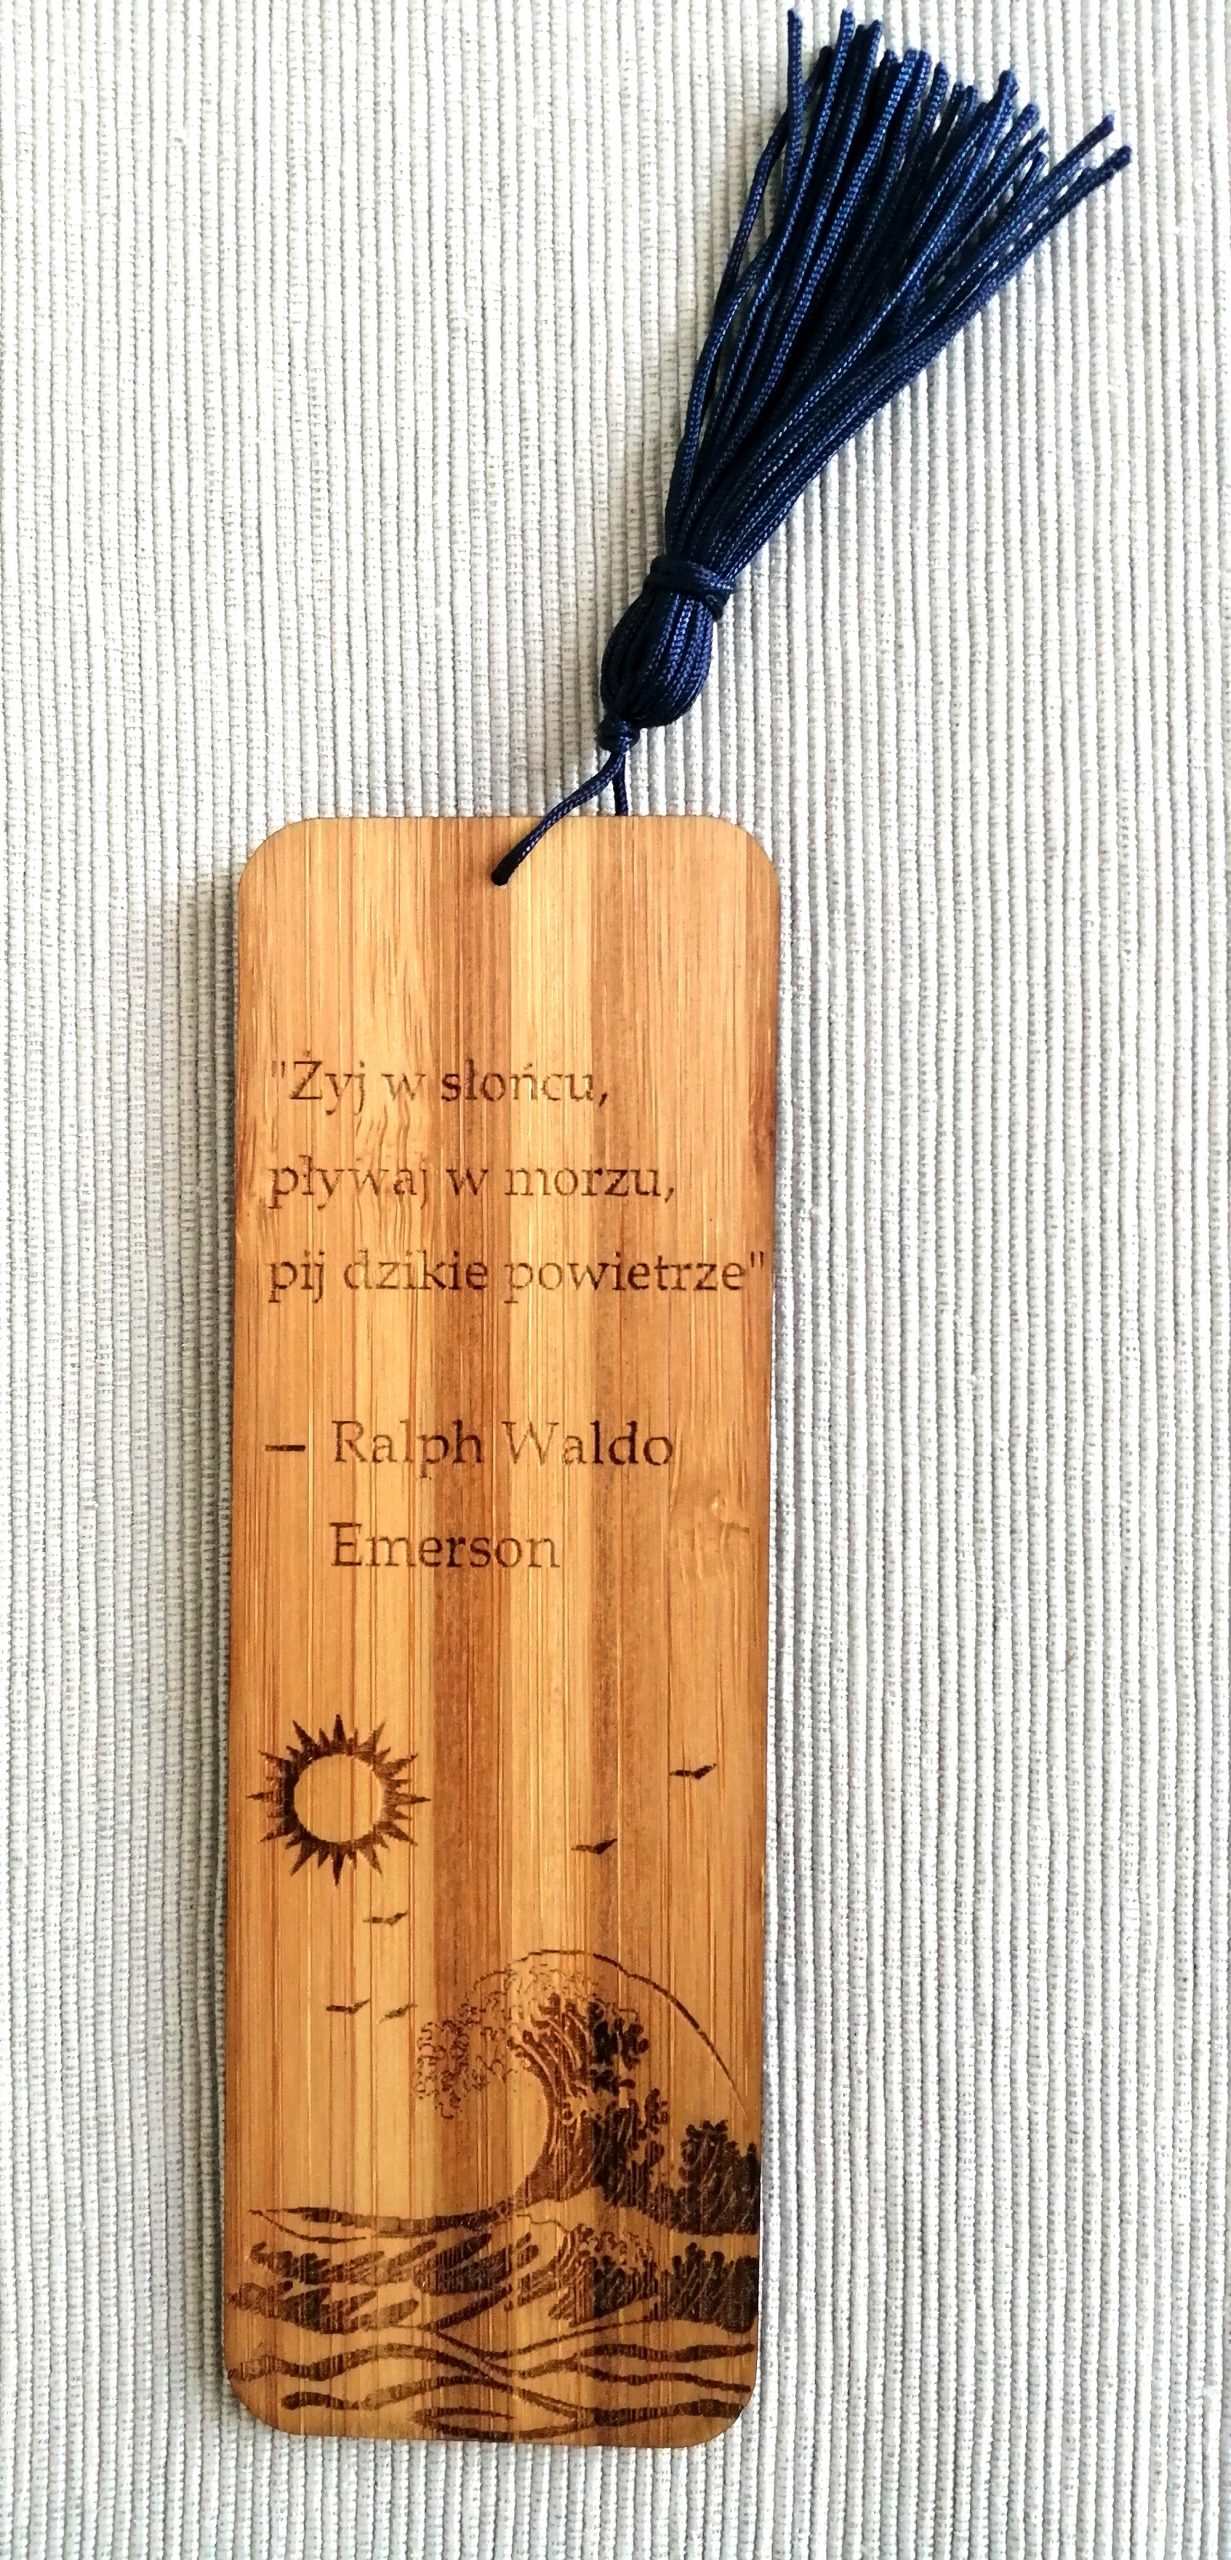 "Żyj w słońcu,
pływaj w morzu,
pij dzikie powietrze"
— Ralph Waldo
Emerson